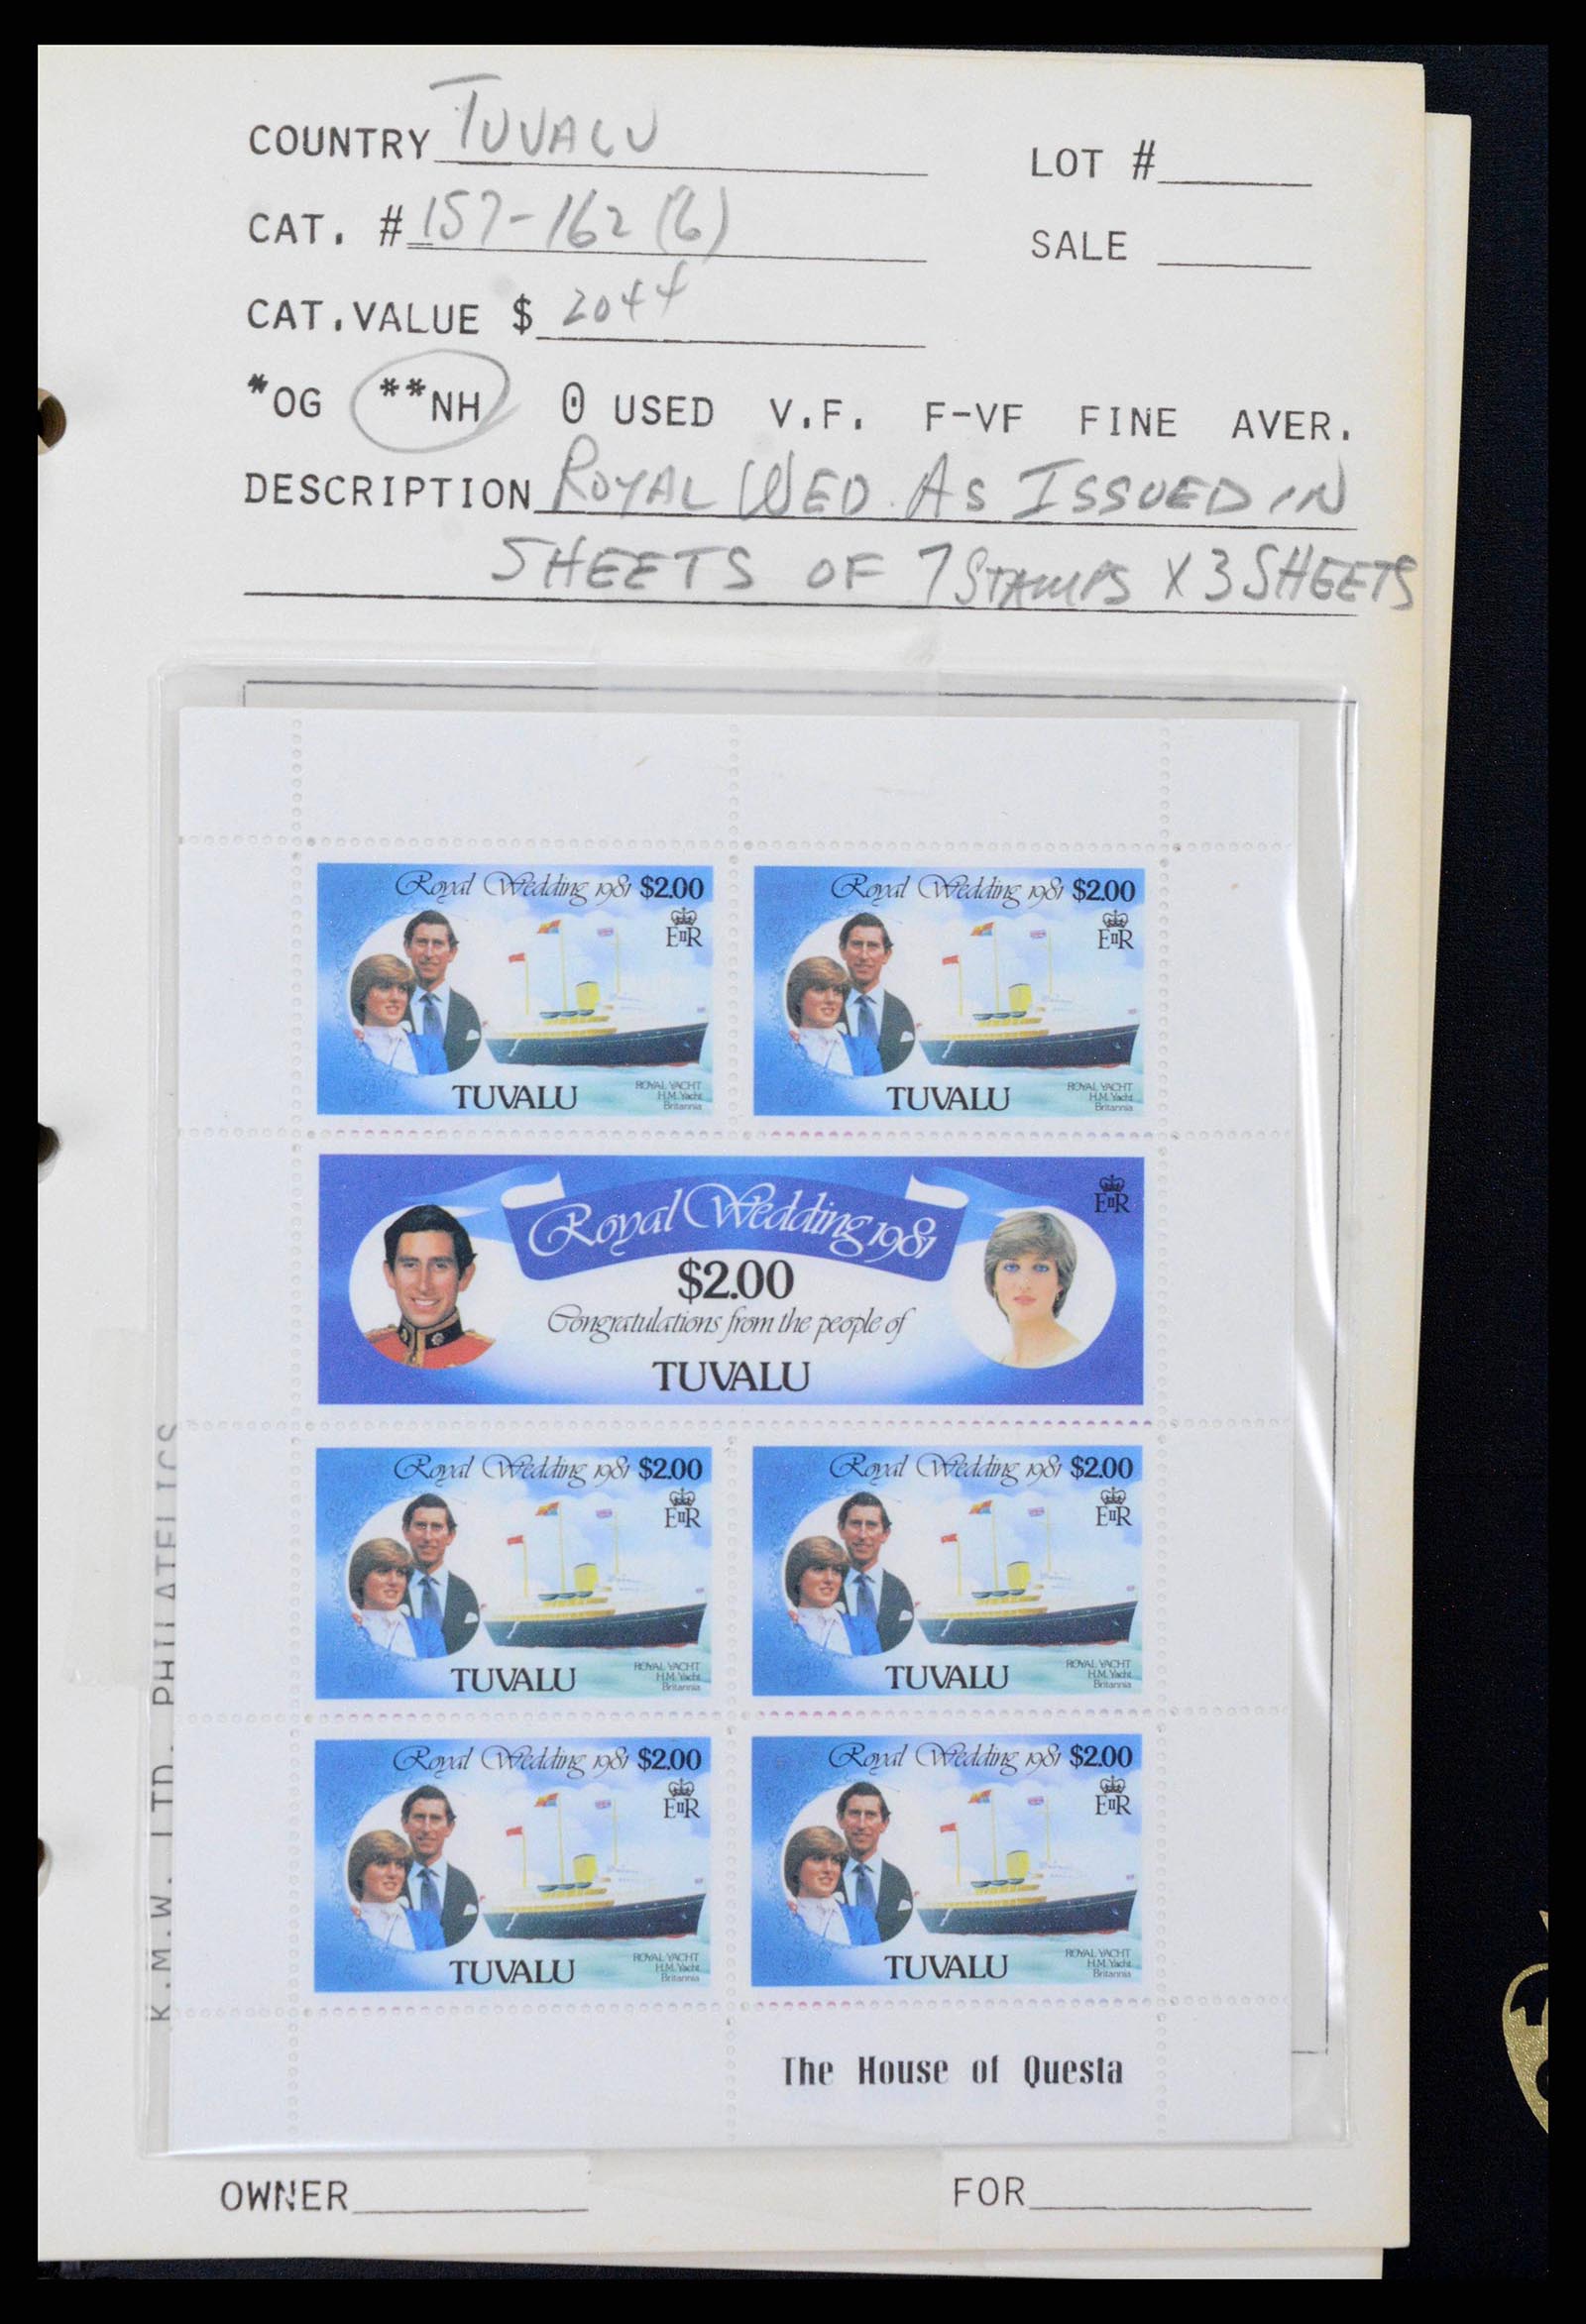 COUNTRY TUVALU
LOT #
CAT. # 157-162 (6)
SALE
CAT.VALUE $ 2044
*OG **NH 0 USED V.F. F-VF FINE AVER.
DESCRIPTION ROYAL WED. AS ISSUED IN
SHEETS OF 7 STAMPS X 3 SHEETS
Royal Wedding 1981 $2.00
EIIR
TUVALU
ROYAL YACHT
H.M. Yacht
Britannia
Royal Wedding 1981 $2.00
EIIR
TUVALU
ROYAL YACHT
H.M. Yacht
Britannia
EIIR
Royal Wedding 1981
$2.00
Congratulations from the people of
TUVALU
Royal Wedding 1981 $2.00
EIIR
TUVALU
ROYAL YACHT
H.M. Yacht
Britannia
Royal Wedding 1981 $2.00
EIIR
TUVALU
ROYAL YACHT
H.M. Yacht
Britannia
Royal Wedding 1981 $2.00
EIIR
TUVALU
ROYAL YACHT
H.M. Yacht
Britannia
Royal Wedding 1981 $2.00
EIIR
TUVALU
ROYAL YACHT
H.M. Yacht
Britannia
The House of Questa
K.M.W. LTD. PHILATELICS
OWNER
FOR